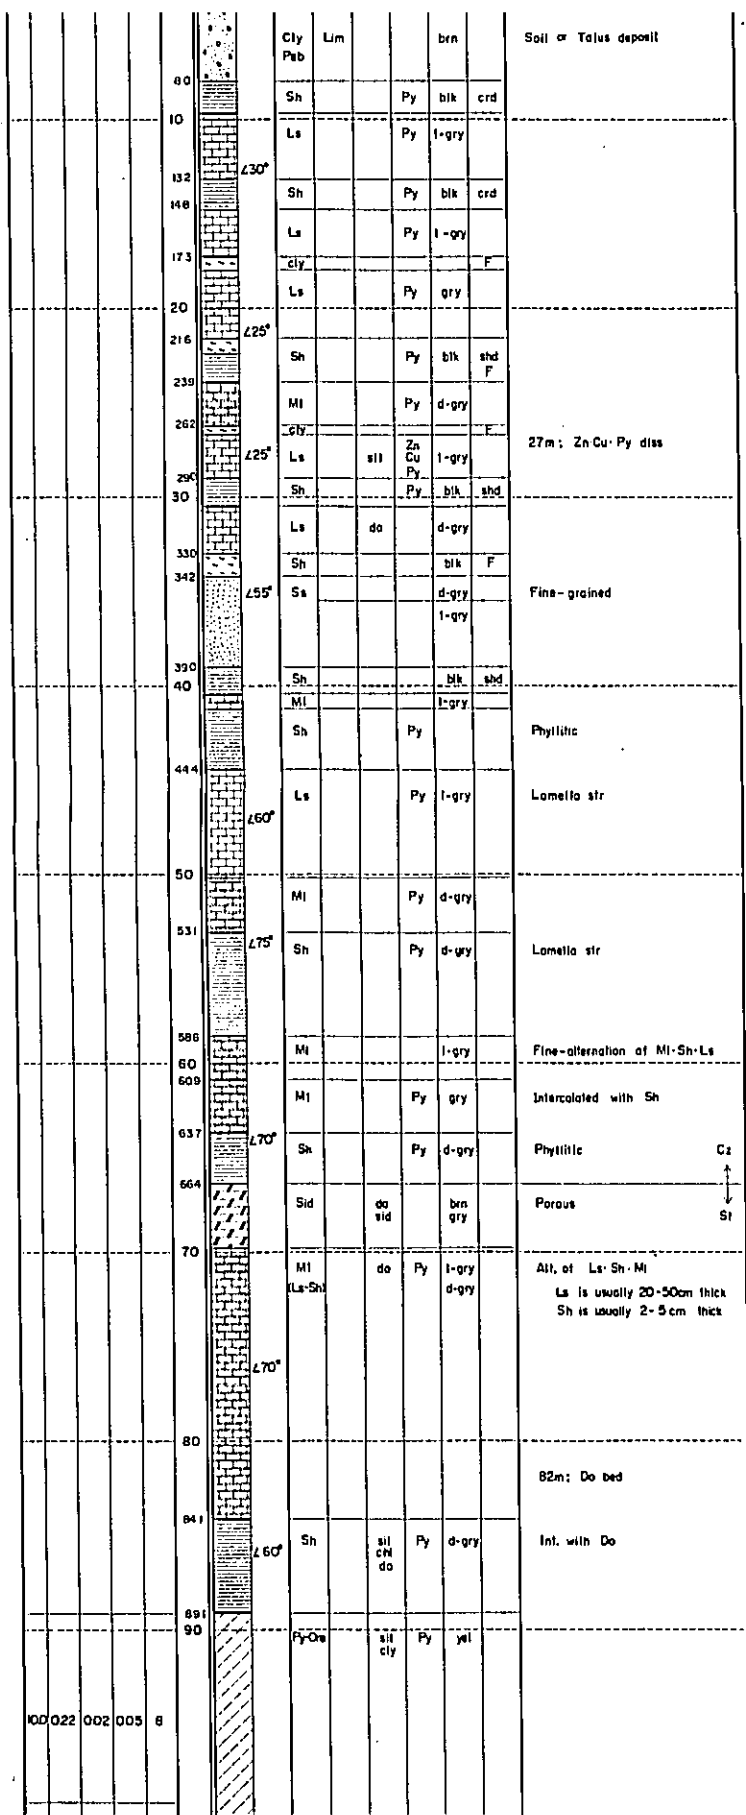 Cly Lim brn Soil or Talus deposit
Peb
80
Sh Py blk crd
10
Ls Py l-gry
∠30°
132
Sh Py blk crd
148
Ls Py l-gry
173
cly F
Ls Py gry
20
∠25°
216
Sh Py blk shd
F
239
Ml Py d-gry
262
cly F
27m; Zn·Cu·Py diss
Zn
∠25° Ls sil Cu l-gry
Py
290
Sh Py blk shd
30
Ls do d-gry
330
Sh blk F
342
∠55° Ss d-gry Fine-grained
l-gry
390
Sh blk shd
40
Ml l-gry
Sh Py Phyllitic
444
Ls Py l-gry Lamella str
∠60°
50
Ml Py d-gry
531
∠75° Sh Py d-gry Lamella str
586
Ml l-gry Fine-alternation of Ml·Sh·Ls
60
609
Ml Py gry Intercalated with Sh
637
∠70° Sh Py d-gry Phyllitic Cz
664
Sid do brn Porous
sid gry St
70
Ml do Py l-gry Alt. of Ls·Sh·Ml
(Ls-Sh) d-gry Ls is usually 20-50cm thick
Sh is usually 2-5cm thick
∠70°
80
82m; Do bed
841
∠60° Sh sil Py d-gry Int. with Do
chl
do
891
90
Py-Ore sil Py yel
cly
100 022 002 005 8